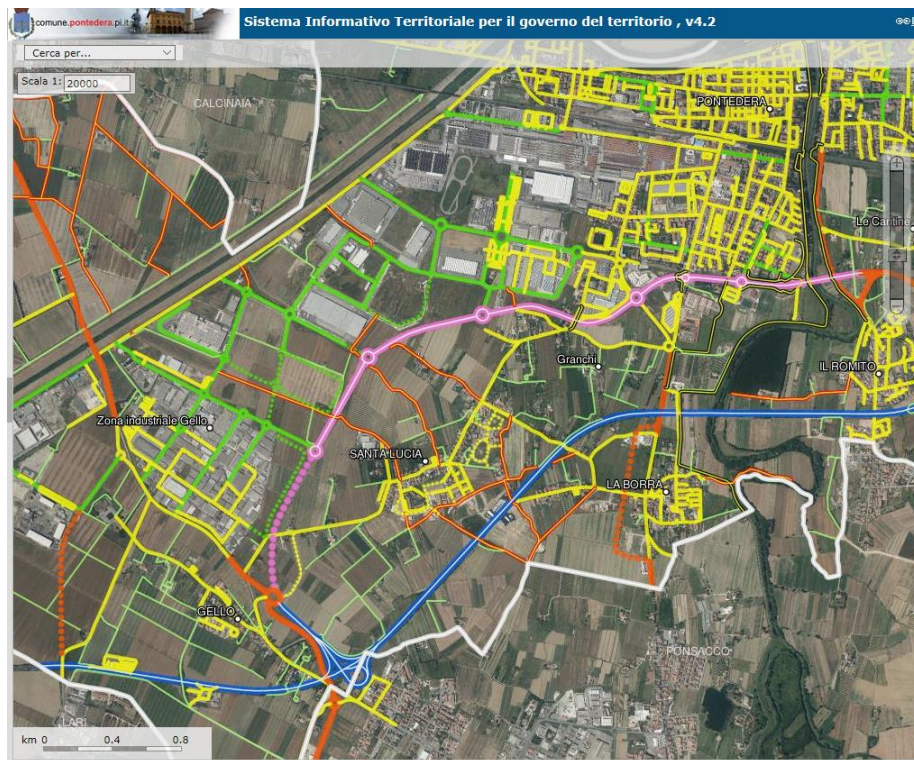 comune.pontedera.pi.it
Sistema Informativo Territoriale per il governo del territorio , v4.2
Cerca per...
Scala 1: 20000
CALCINAIA
PONTEDERA
Le Cantine
Granchi
IL ROMITO
Zona industriale Gello
SANTA LUCIA
LA BORRA
GELLO
PONSACCO
LARI
km 0 0.4 0.8